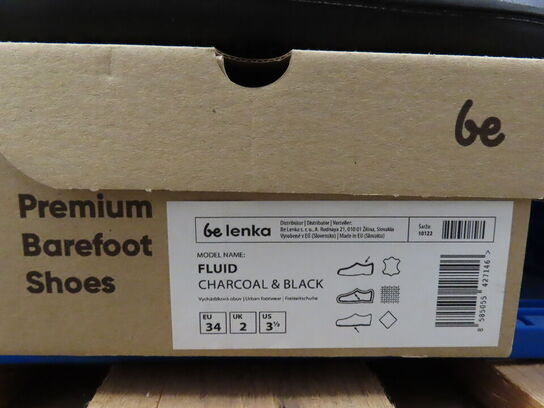 be
Premium
Barefoot
Shoes
be lenka
Distribútor | Distributor | Verteiler:
Be Lenka s. r. o., A. Rudnaya 21, 010 01 Žilina, Slovakia
Vyrobené v EÚ (Slovensko) | Made in EU (Slovakia)
Šarža:
10122
MODEL NAME:
FLUID
CHARCOAL & BLACK
Vychádzková obuv | Urban footwear | Freizeitschuhe
EU UK US
34 2 3½
8 585055 427146 >